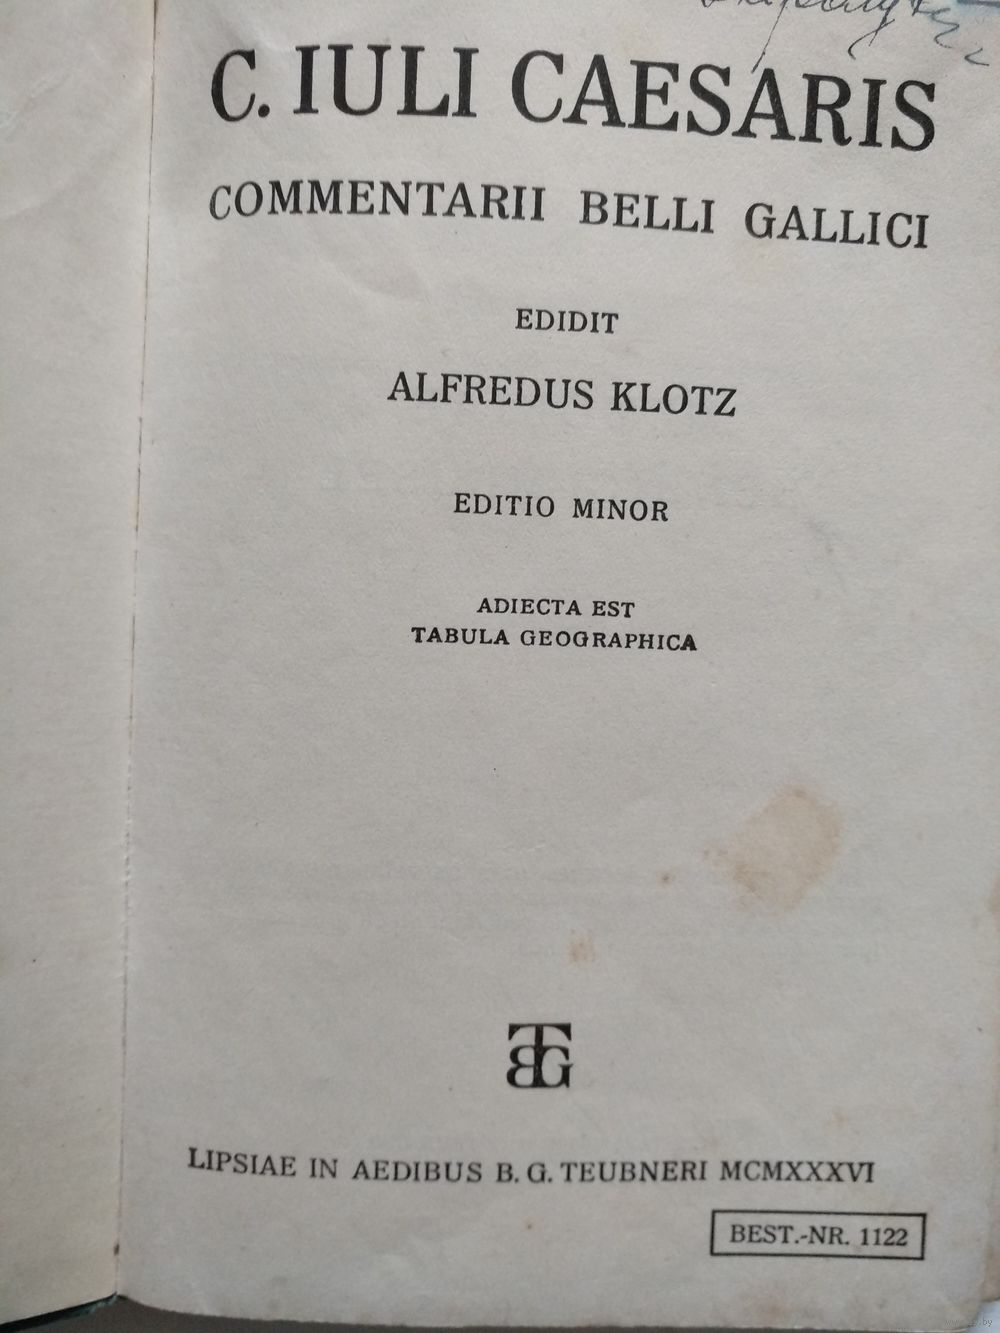 C. IULI CAESARIS
COMMENTARII BELLI GALLICI
EDIDIT
ALFREDUS KLOTZ
EDITIO MINOR
ADIECTA EST
TABULA GEOGRAPHICA
BTG
LIPSIAE IN AEDIBUS B. G. TEUBNERI MCMXXXVI
BEST.-NR. 1122